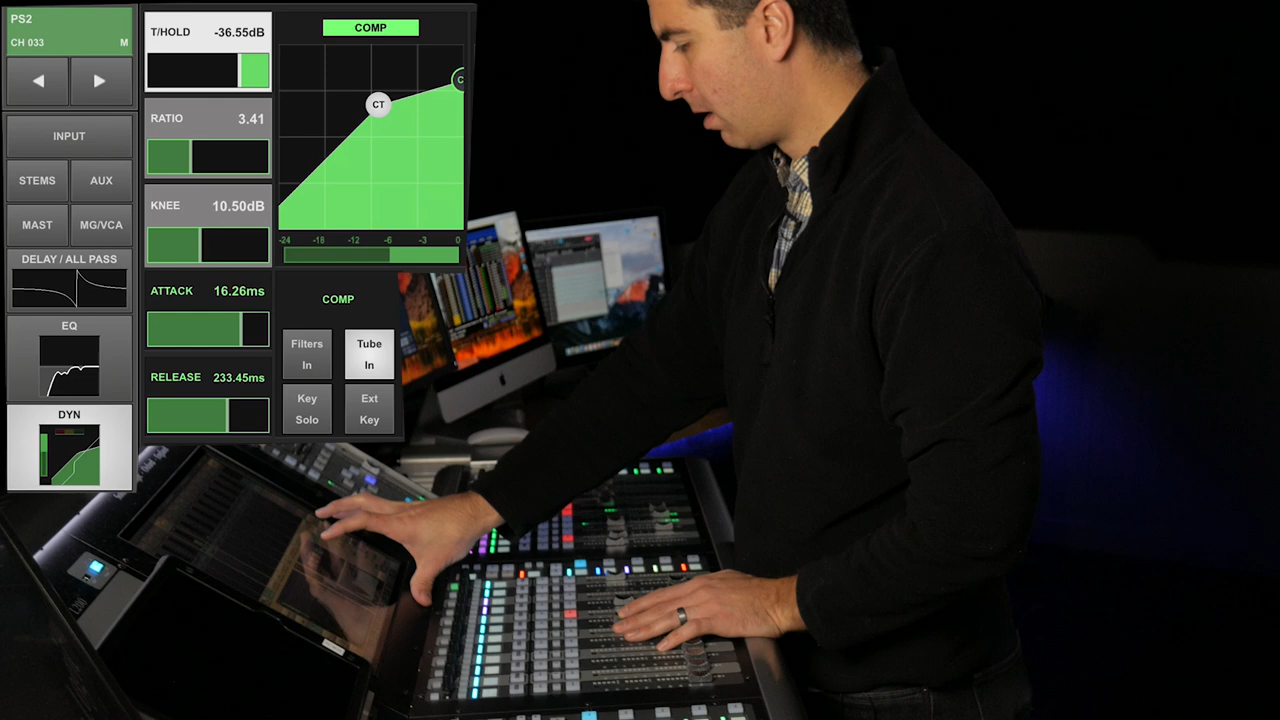 PS2
CH 033 M
INPUT
STEMS AUX
MAST MG/VCA
DELAY / ALL PASS
EQ
DYN
T/HOLD -36.55dB
RATIO 3.41
KNEE 10.50dB
ATTACK 16.26ms
RELEASE 233.45ms
COMP
CT
C
-24 -18 -12 -6 -3 0
COMP
Filters In
Tube In
Key Solo
Ext Key